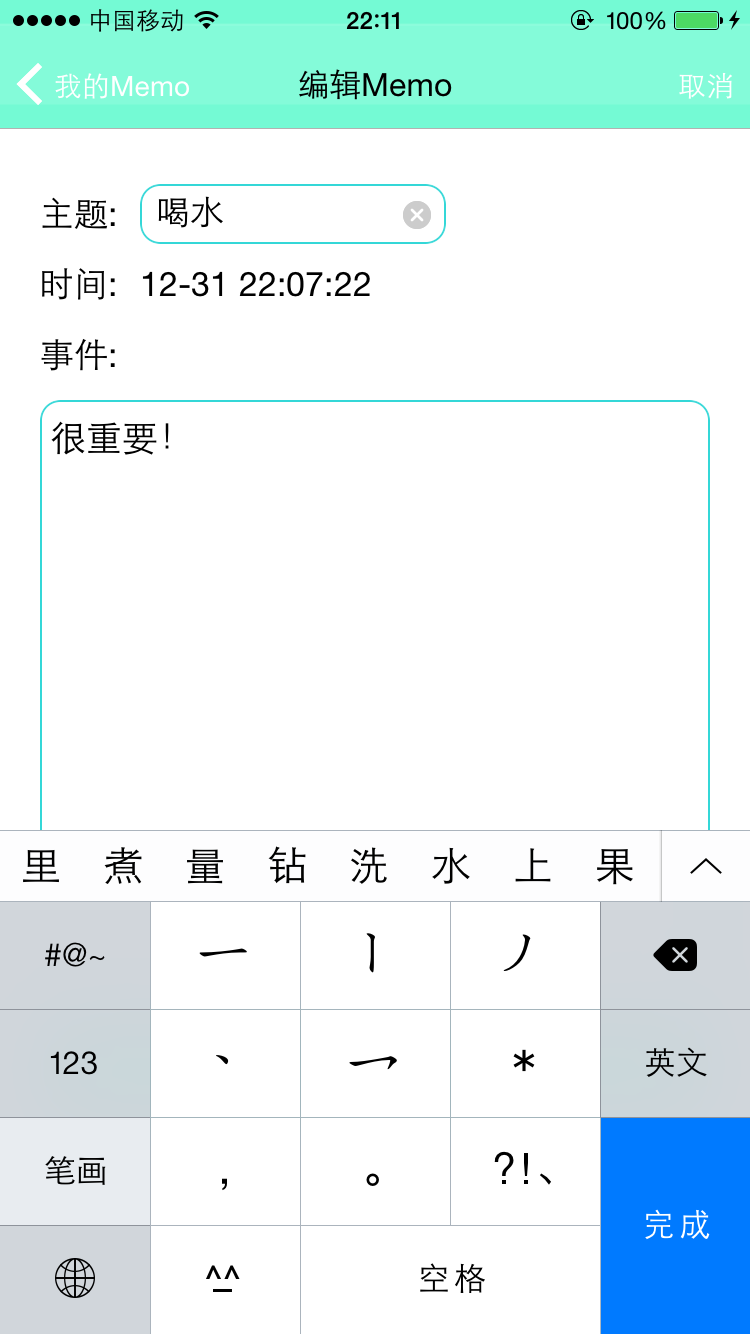 中国移动 22:11 100%
我的Memo 编辑Memo 取消
主题: 喝水
时间: 12-31 22:07:22
事件:
很重要!
里 煮 量 钻 洗 水 上 果
#@~ 一 丨 丿
123 丶 乛 * 英文
笔画 , 。 ?!、
完成
^_^ 空格